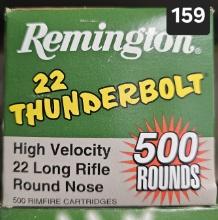 159
Remington®
22
THUNDERBOLT®
High Velocity
22 Long Rifle
Round Nose
500 RIMFIRE CARTRIDGES
500
ROUNDS